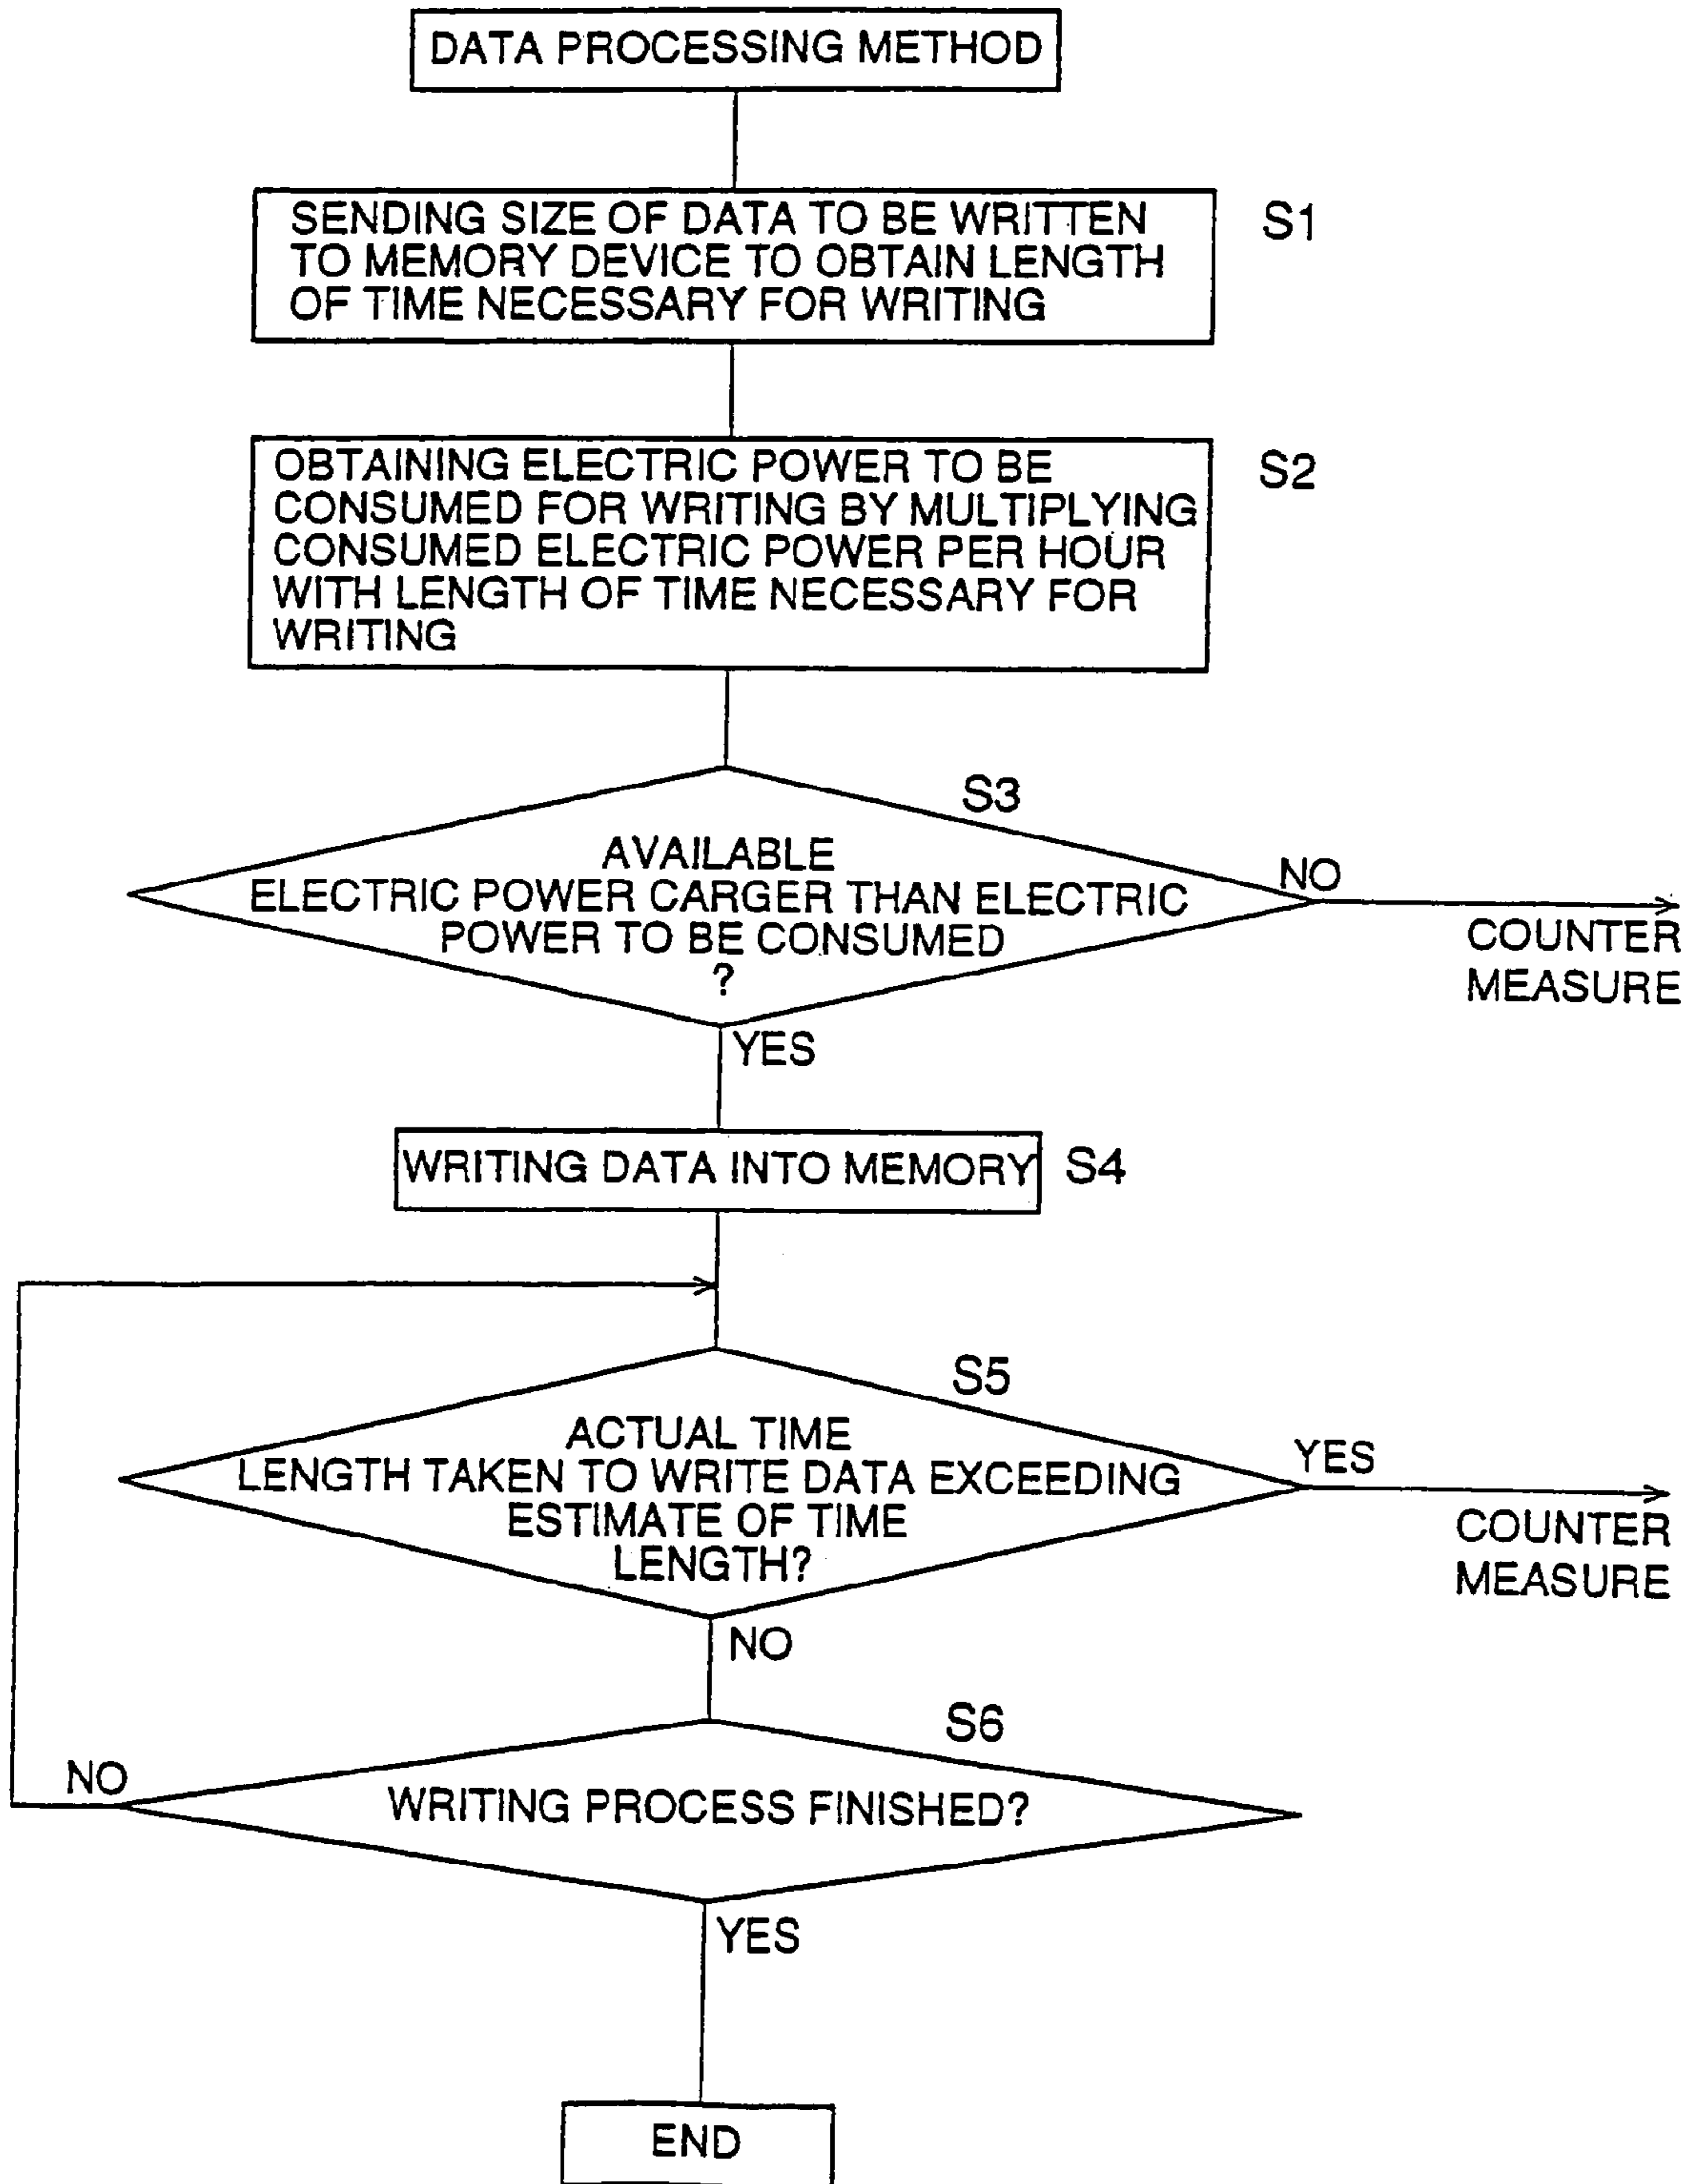 DATA PROCESSING METHOD
SENDING SIZE OF DATA TO BE WRITTEN
TO MEMORY DEVICE TO OBTAIN LENGTH
OF TIME NECESSARY FOR WRITING
S1
OBTAINING ELECTRIC POWER TO BE
CONSUMED FOR WRITING BY MULTIPLYING
CONSUMED ELECTRIC POWER PER HOUR
WITH LENGTH OF TIME NECESSARY FOR
WRITING
S2
S3
AVAILABLE
ELECTRIC POWER CARGER THAN ELECTRIC
POWER TO BE CONSUMED
?
NO
COUNTER
MEASURE
YES
WRITING DATA INTO MEMORY
S4
S5
ACTUAL TIME
LENGTH TAKEN TO WRITE DATA EXCEEDING
ESTIMATE OF TIME
LENGTH?
YES
COUNTER
MEASURE
NO
S6
NO
WRITING PROCESS FINISHED?
YES
END